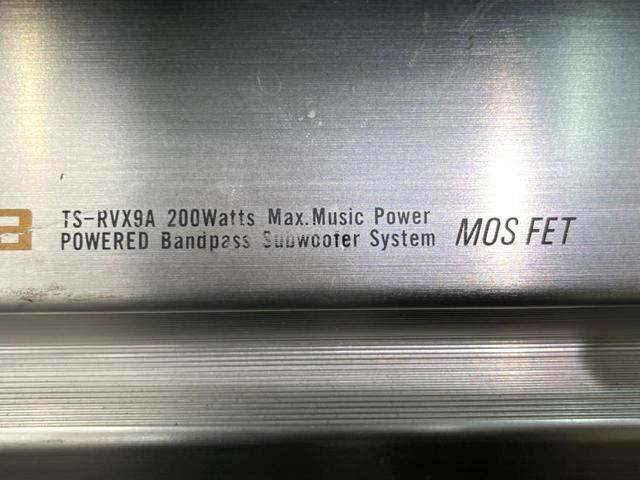 TS-RVX9A 200Watts Max.Music Power
POWERED Bandpass Subwoofer System
MOS FET